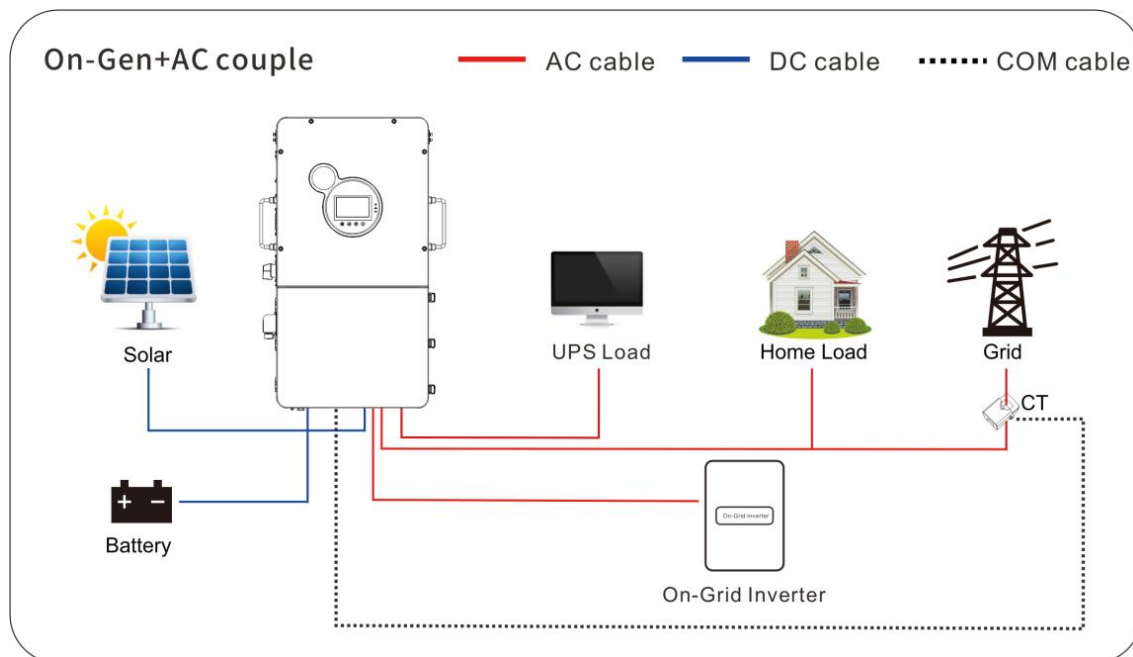 On-Gen+AC couple
AC cable
DC cable
COM cable
Solar
UPS Load
Home Load
Grid
CT
+ −
Battery
On-Grid Inverter
On-Grid Inverter